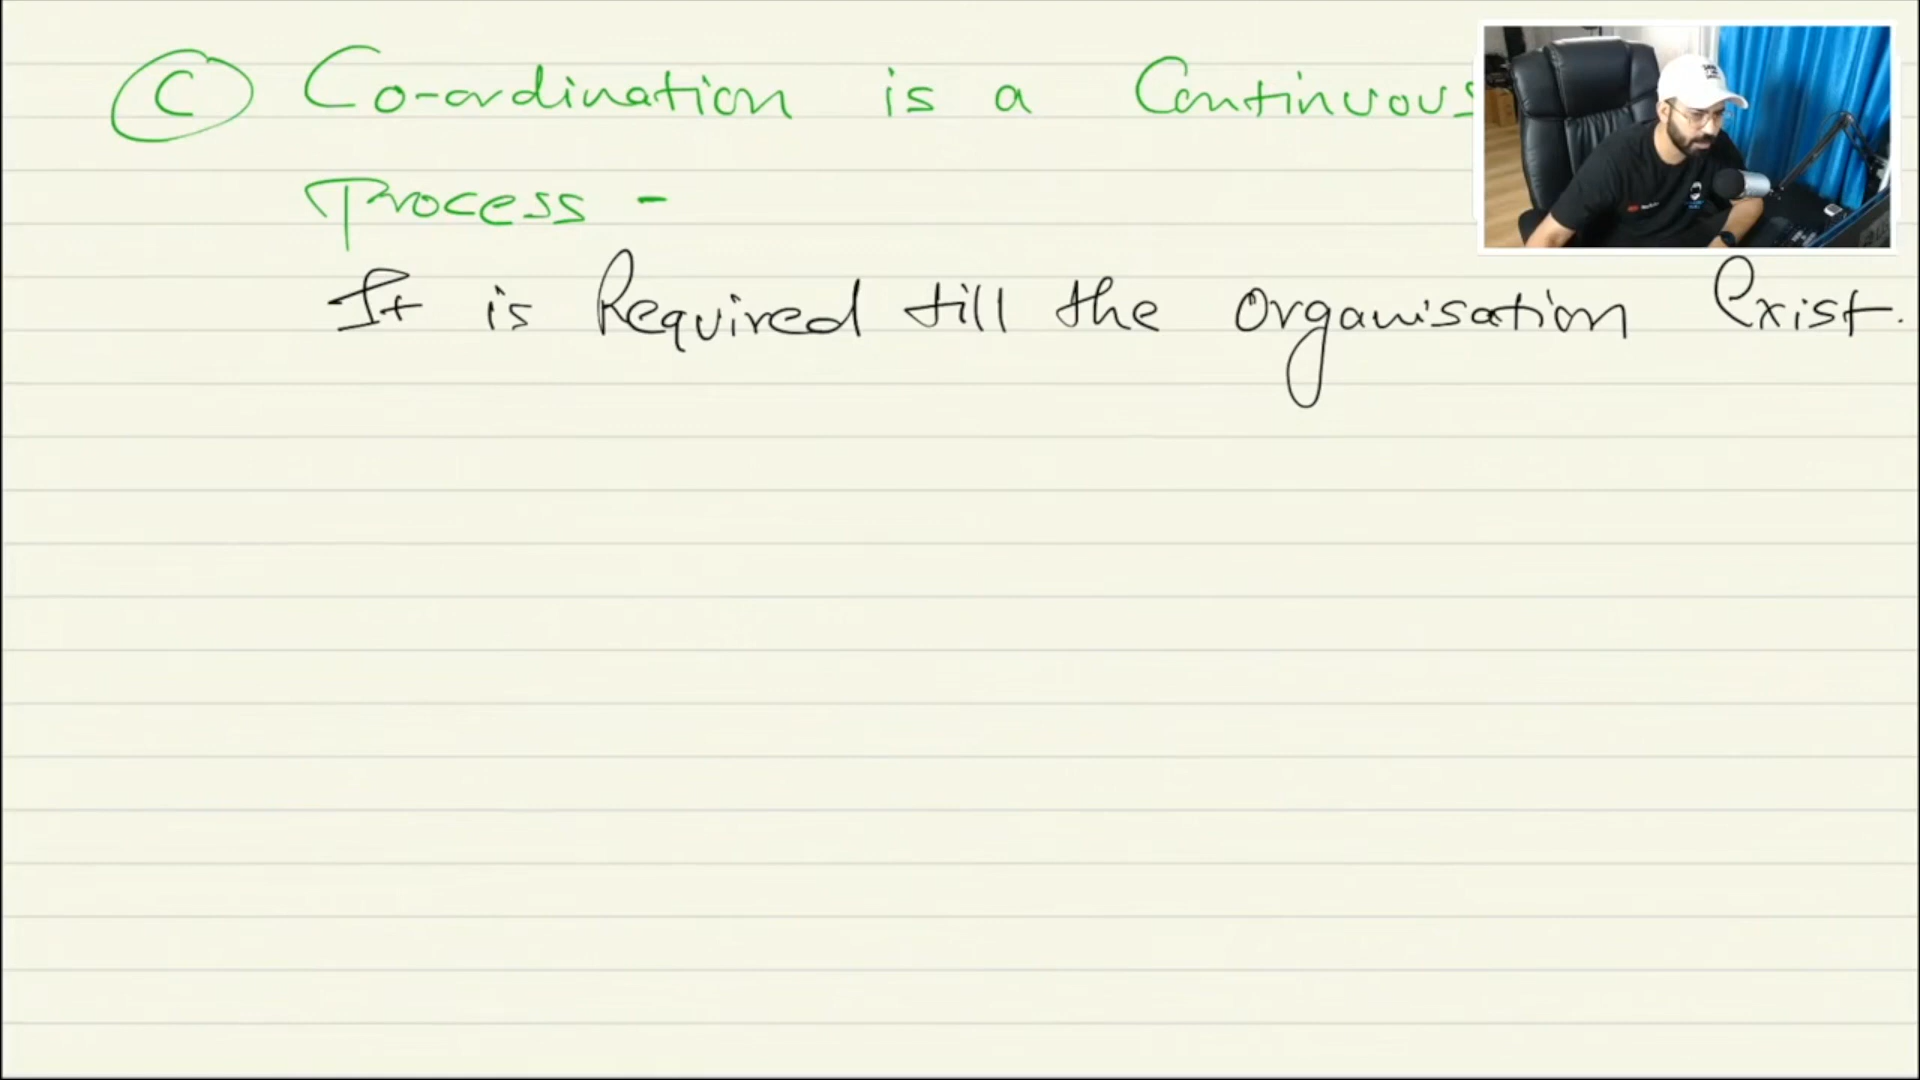 C Co-ordination is a Continuous
Process -
It is Required till the organisation Exist.